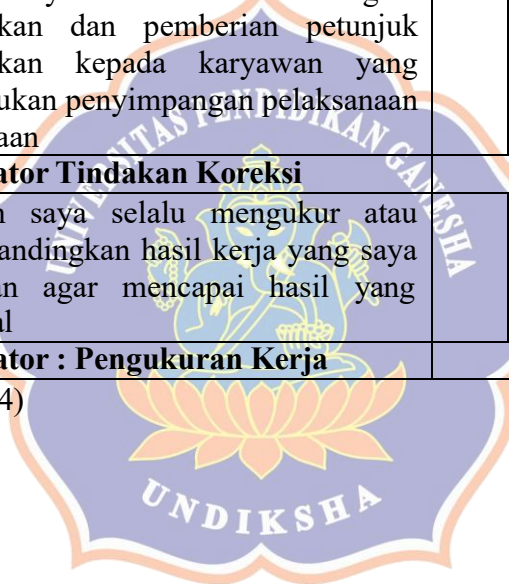 kan dan pemberian petunjuk
kan kepada karyawan yang
ukan penyimpangan pelaksanaan
aan
ator Tindakan Koreksi
saya selalu mengukur atau
andingkan hasil kerja yang saya
an agar mencapai hasil yang
al
ator : Pengukuran Kerja
4)
UNIVERSITAS PENDIDIKAN GANESHA
UNDIKSHA